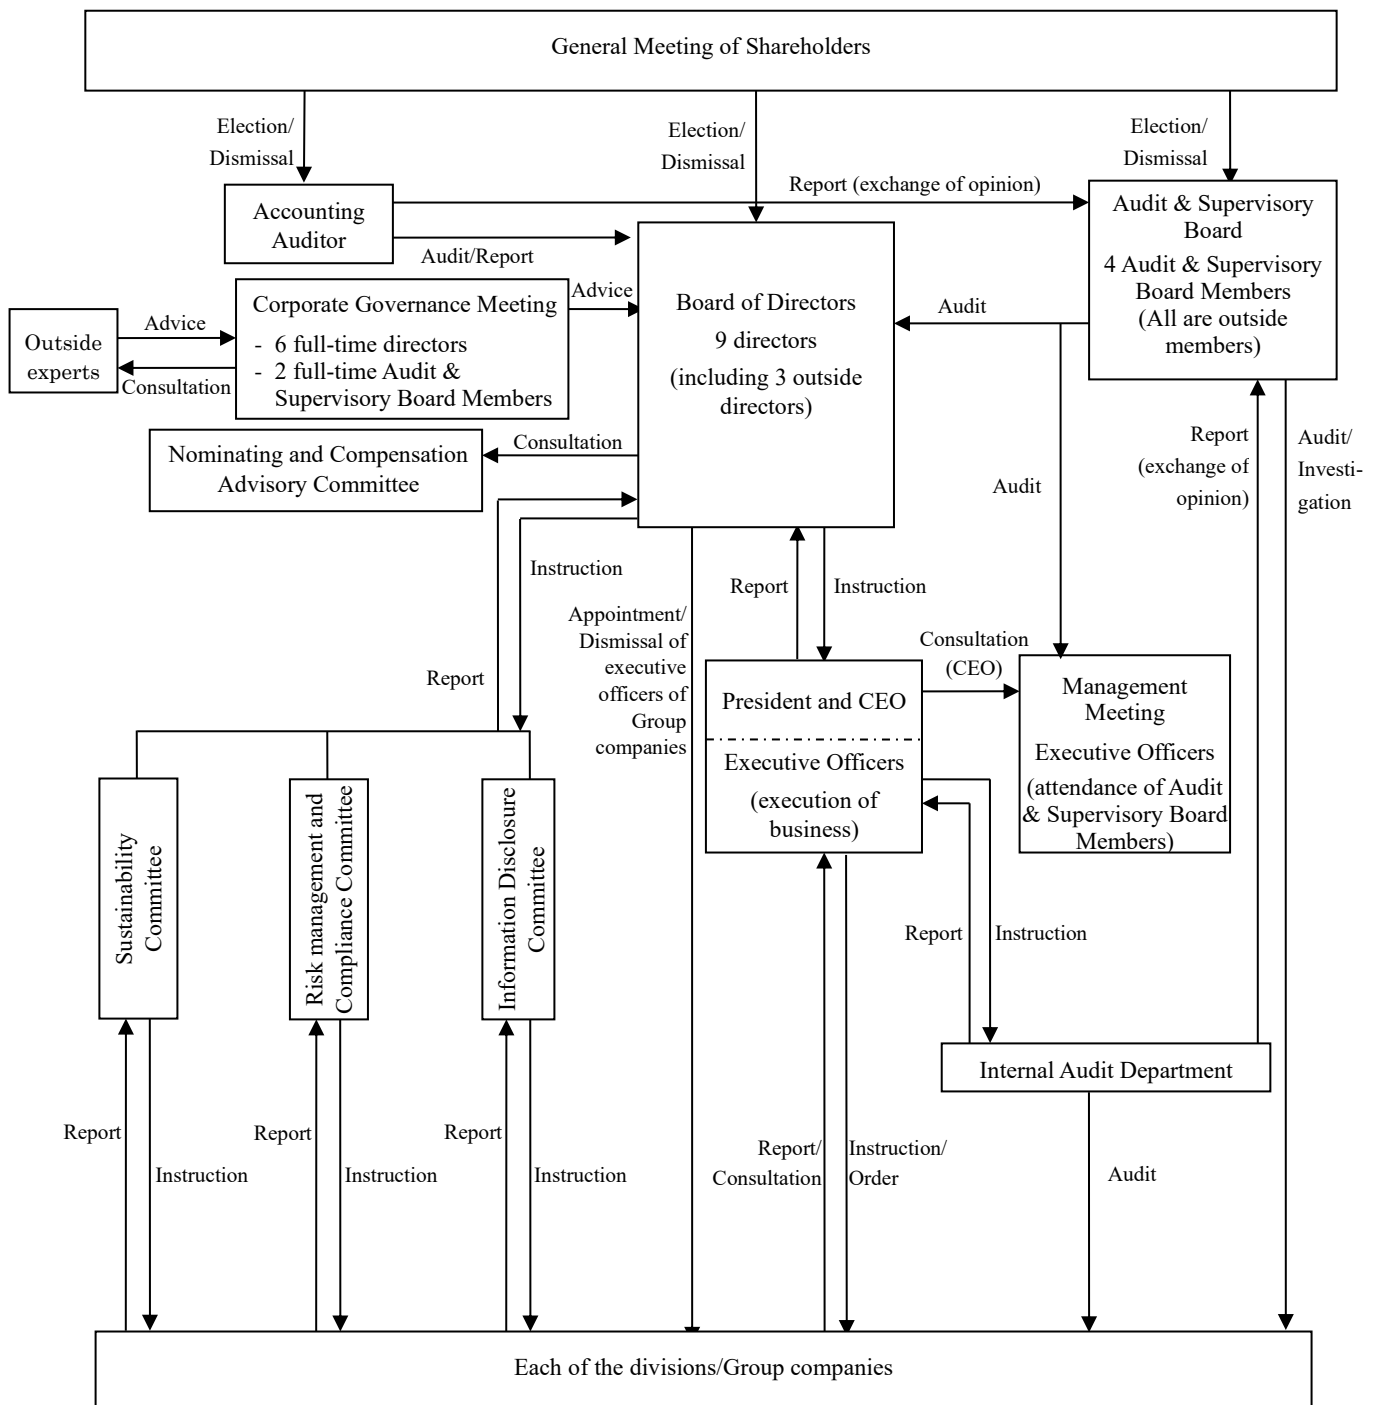 General Meeting of Shareholders
Election/
Dismissal
Election/
Dismissal
Election/
Dismissal
Report (exchange of opinion)
Accounting
Auditor
Audit/Report
Audit & Supervisory
Board
4 Audit & Supervisory
Board Members
(All are outside
members)
Corporate Governance Meeting
- 6 full-time directors
- 2 full-time Audit &
Supervisory Board Members
Advice
Board of Directors
9 directors
(including 3 outside
directors)
Audit
Outside
experts
Advice
Consultation
Nominating and Compensation
Advisory Committee
Consultation
Audit
Report
(exchange of
opinion)
Audit/
Investi-
gation
Instruction
Report
Appointment/
Dismissal of
executive
officers of
Group
companies
Report
Instruction
Consultation
(CEO)
President and CEO
Executive Officers
(execution of
business)
Management
Meeting
Executive Officers
(attendance of Audit
& Supervisory Board
Members)
Sustainability
Committee
Risk management and
Compliance Committee
Information Disclosure
Committee
Report
Instruction
Internal Audit Department
Report
Instruction
Report
Instruction
Report
Instruction
Report/
Consultation
Instruction/
Order
Audit
Each of the divisions/Group companies